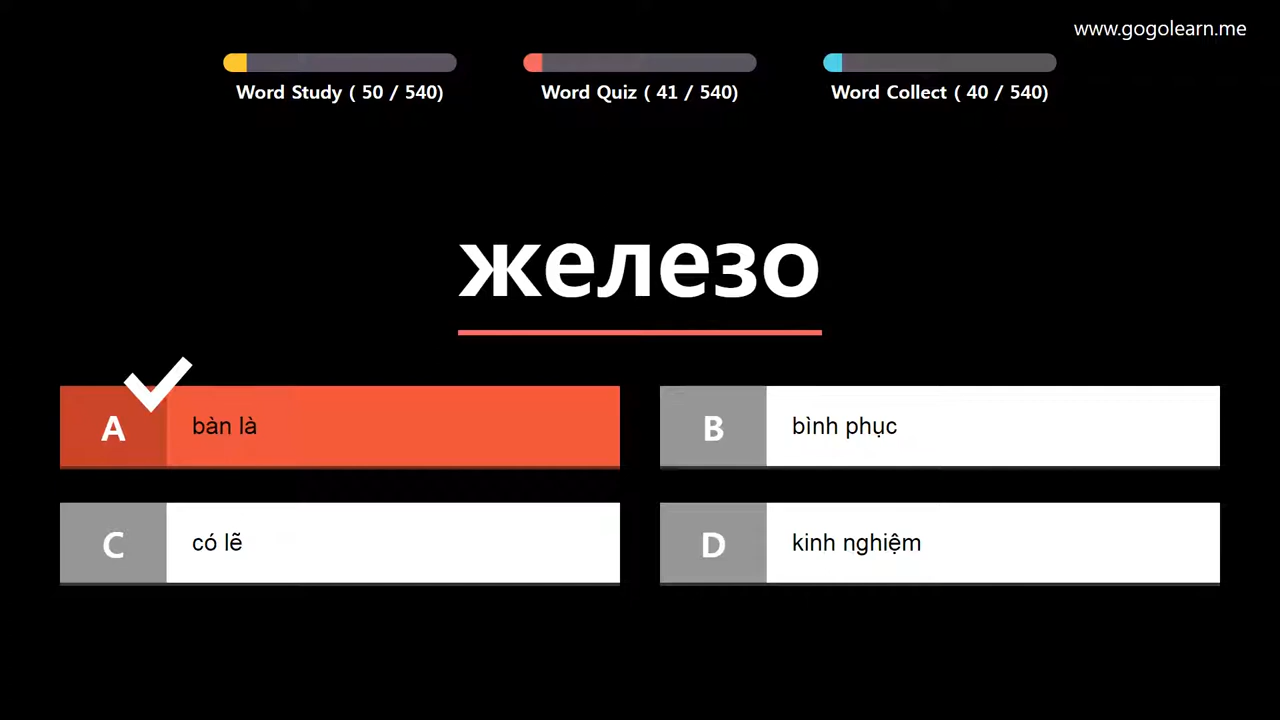 www.gogolearn.me
Word Study ( 50 / 540)
Word Quiz ( 41 / 540)
Word Collect ( 40 / 540)
железо
A
bàn là
B
bình phục
C
có lẽ
D
kinh nghiệm